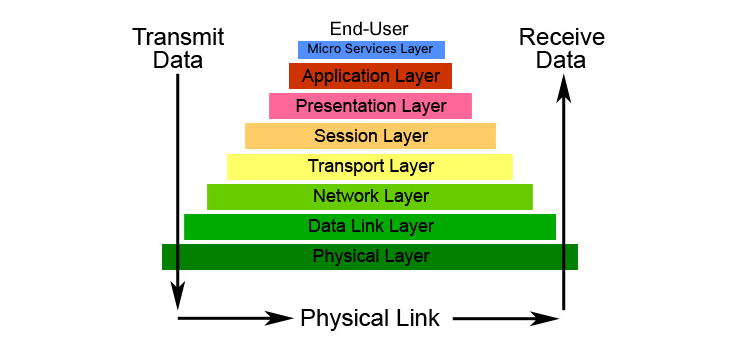 Transmit
Data
End-User
Receive
Data
Micro Services Layer
Application Layer
Presentation Layer
Session Layer
Transport Layer
Network Layer
Data Link Layer
Physical Layer
Physical Link